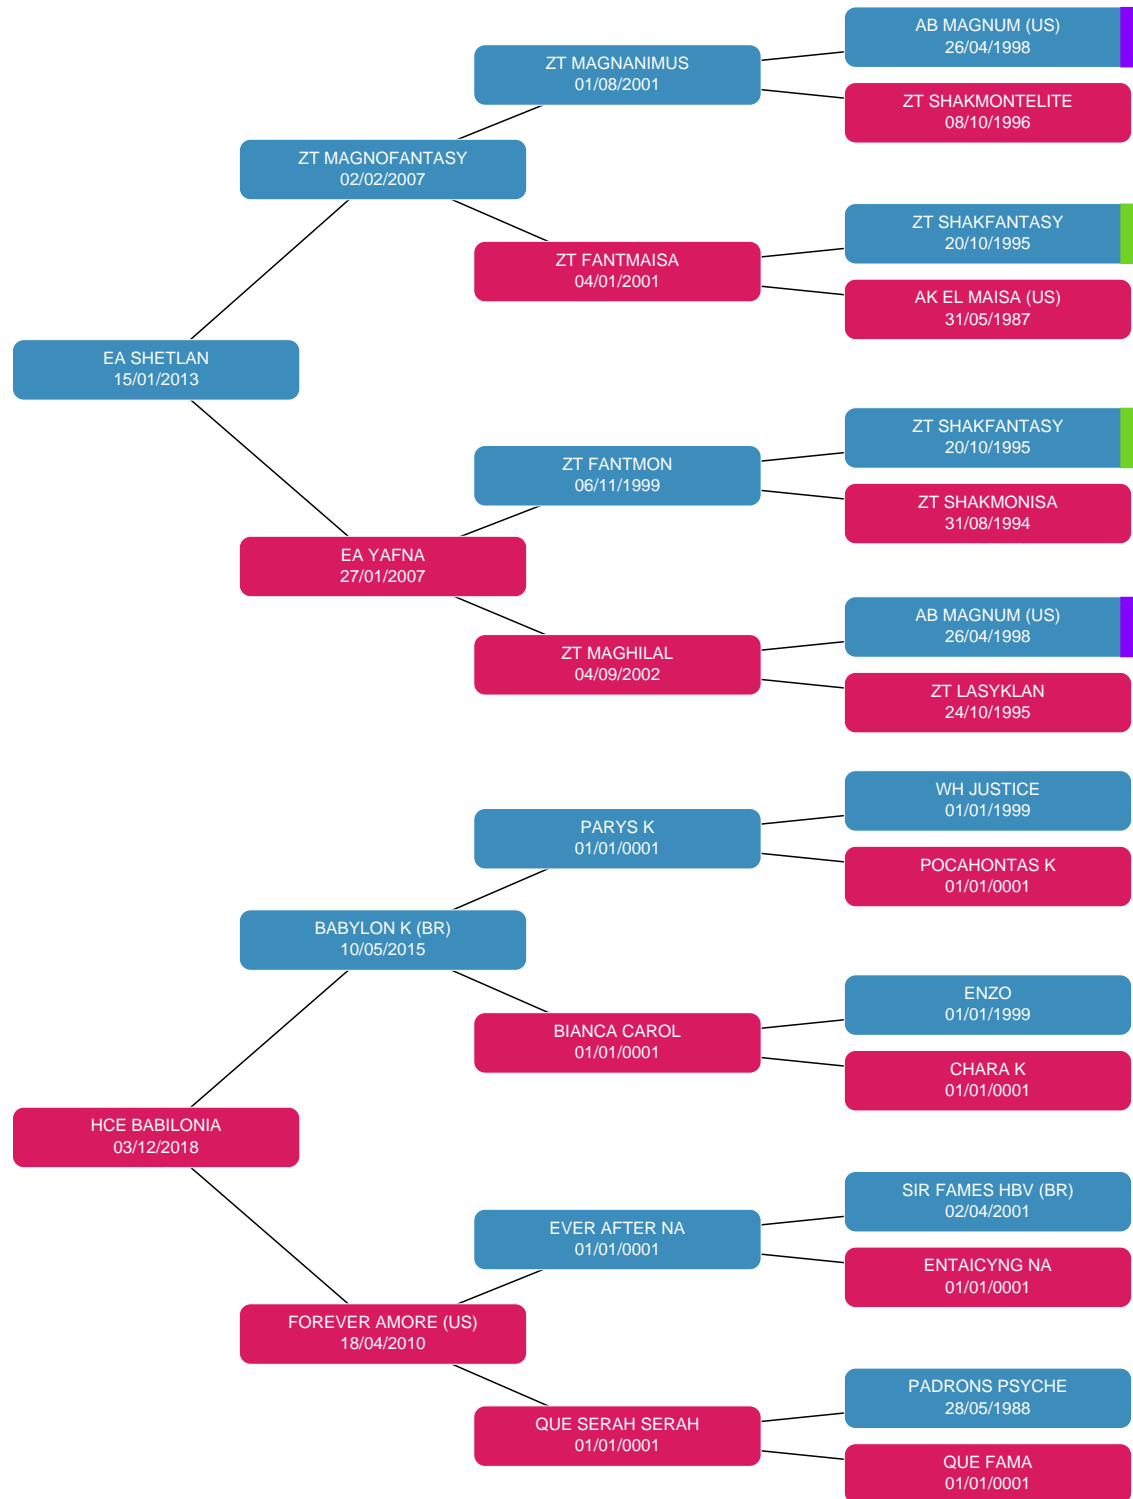 AB MAGNUM (US)
26/04/1998
ZT MAGNANIMUS
01/08/2001
ZT SHAKMONTELITE
08/10/1996
ZT MAGNOFANTASY
02/02/2007
ZT SHAKFANTASY
20/10/1995
ZT FANTMAISA
04/01/2001
AK EL MAISA (US)
31/05/1987
EA SHETLAN
15/01/2013
ZT SHAKFANTASY
20/10/1995
ZT FANTMON
06/11/1999
ZT SHAKMONISA
31/08/1994
EA YAFNA
27/01/2007
AB MAGNUM (US)
26/04/1998
ZT MAGHILAL
04/09/2002
ZT LASYKLAN
24/10/1995
WH JUSTICE
01/01/1999
PARYS K
01/01/0001
POCAHONTAS K
01/01/0001
BABYLON K (BR)
10/05/2015
ENZO
01/01/1999
BIANCA CAROL
01/01/0001
CHARA K
01/01/0001
HCE BABILONIA
03/12/2018
SIR FAMES HBV (BR)
02/04/2001
EVER AFTER NA
01/01/0001
ENTAICYNG NA
01/01/0001
FOREVER AMORE (US)
18/04/2010
PADRONS PSYCHE
28/05/1988
QUE SERAH SERAH
01/01/0001
QUE FAMA
01/01/0001